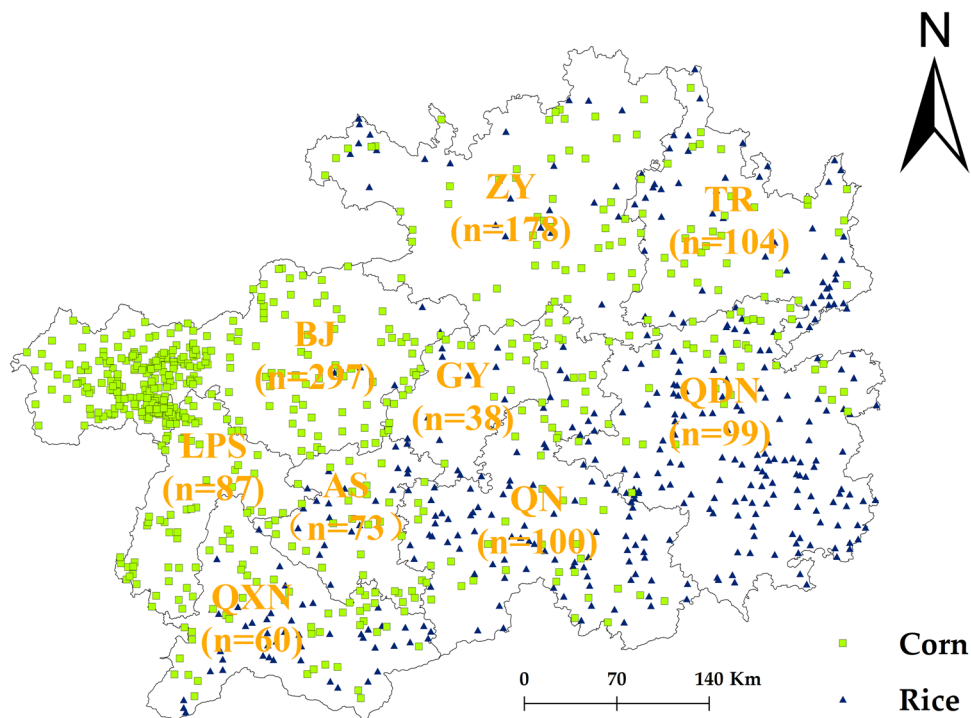 N
ZY
(n=178)
TR
(n=104)
BJ
(n=297)
GY
(n=38)
QDN
(n=99)
LPS
(n=87)
AS
（n=73）
QN
(n=100)
QXN
(n=60)
Corn
Rice
0 70 140 Km